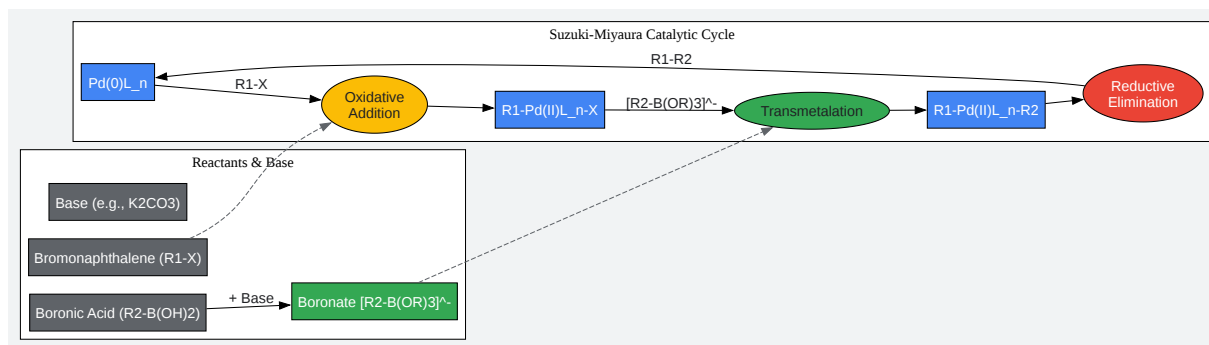 Suzuki-Miyaura Catalytic Cycle
R1-R2
Pd(0)L_n
R1-X
Oxidative
Addition
R1-Pd(II)L_n-X
[R2-B(OR)3]^-
Transmetalation
R1-Pd(II)L_n-R2
Reductive
Elimination
Reactants & Base
Base (e.g., K2CO3)
Bromonaphthalene (R1-X)
Boronic Acid (R2-B(OH)2)
+ Base
Boronate [R2-B(OR)3]^-